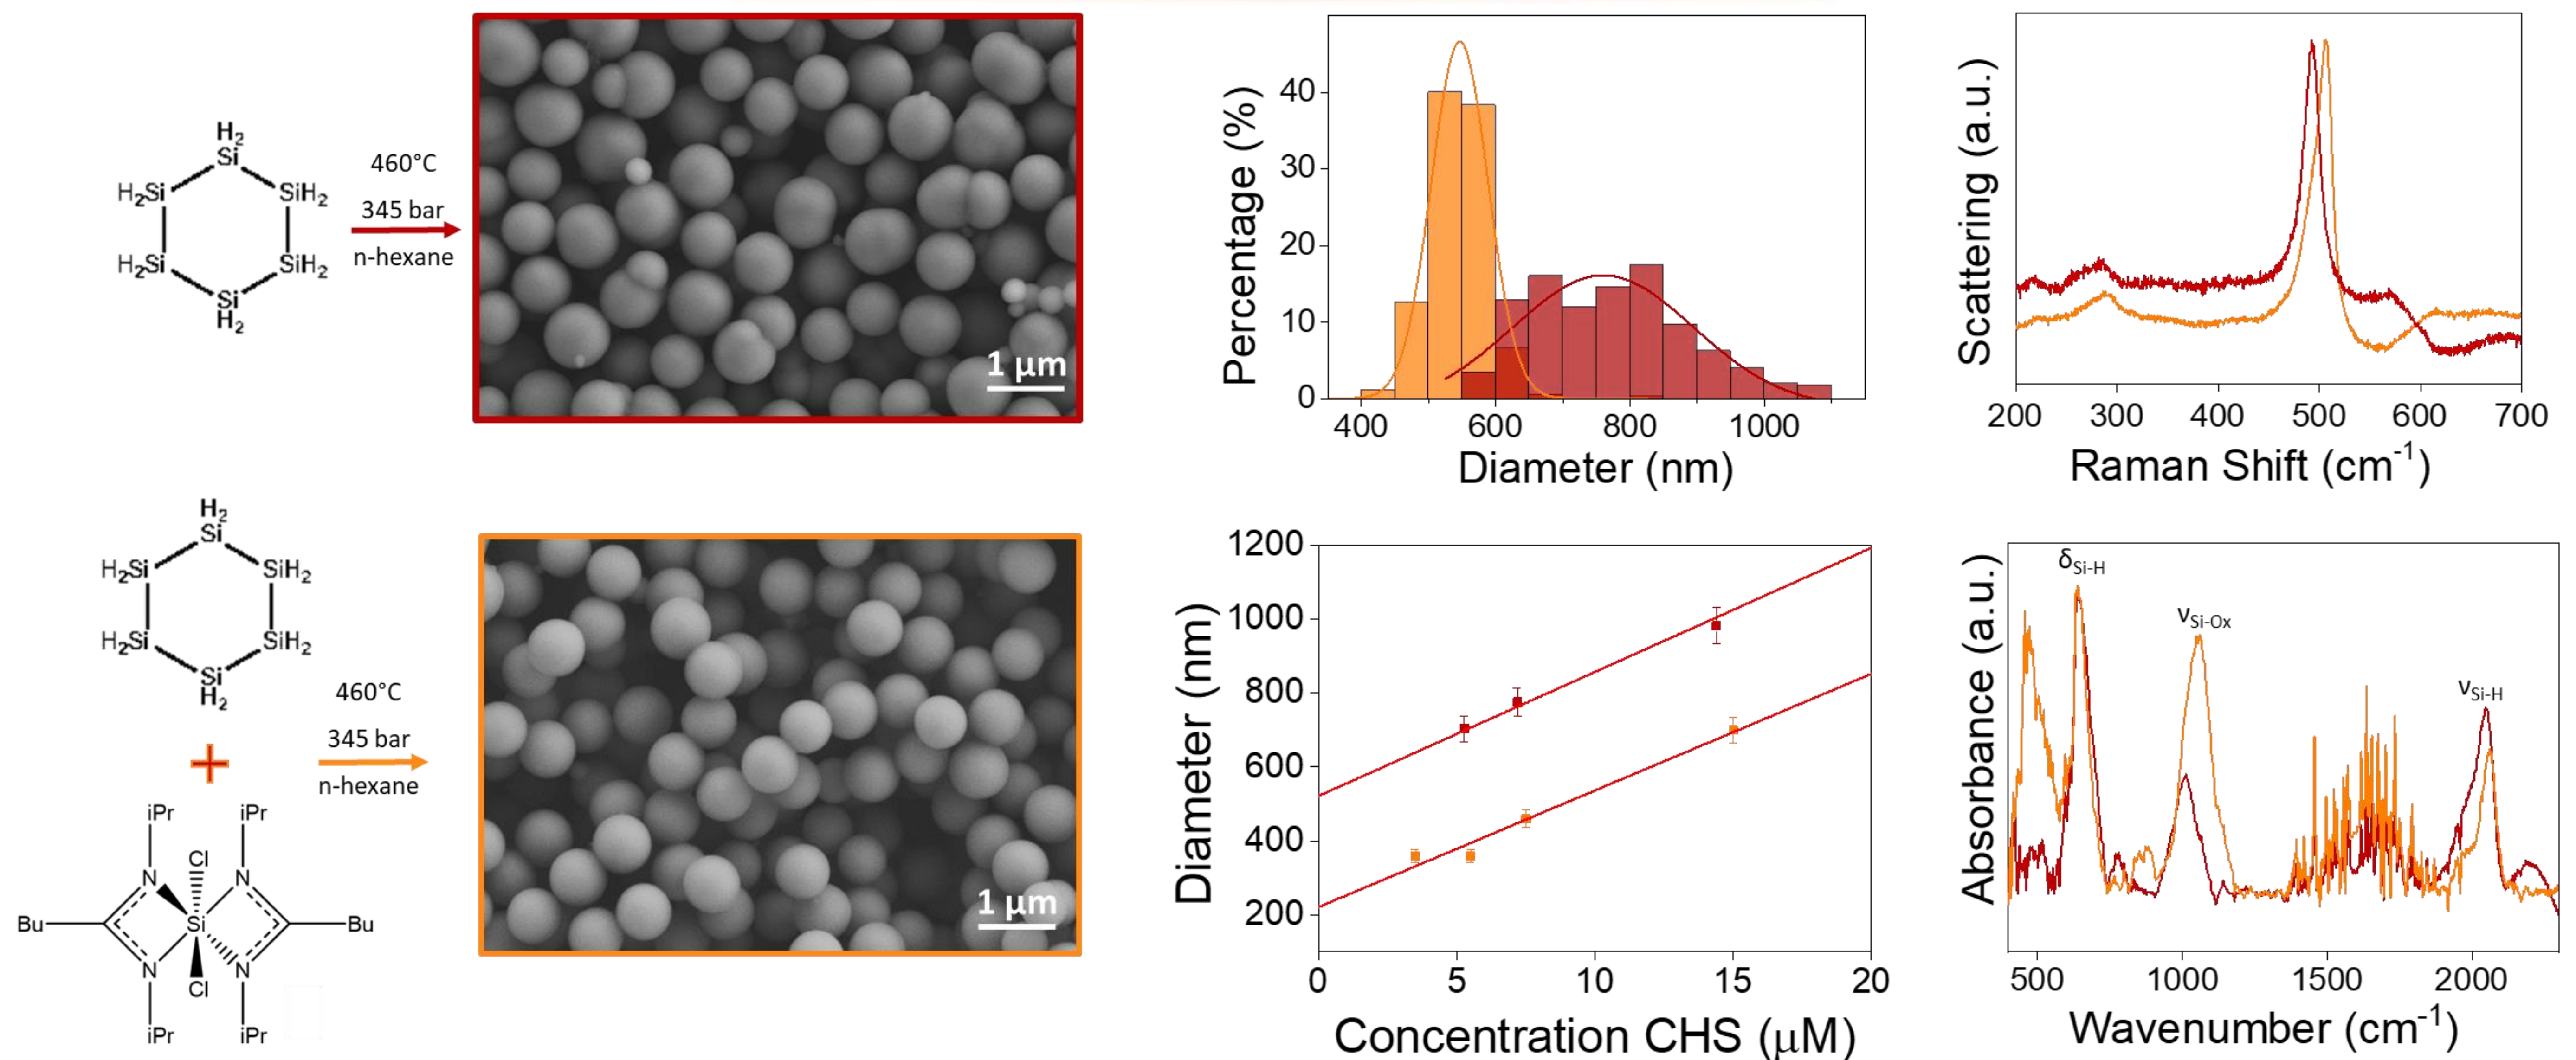 H₂
Si
H₂Si
SiH₂
H₂Si
SiH₂
Si
H₂
460°C
345 bar
n-hexane
1 µm
Percentage (%)
40
30
20
10
0
400 600 800 1000
Diameter (nm)
Scattering (a.u.)
200 300 400 500 600 700
Raman Shift (cm⁻¹)
H₂
Si
H₂Si
SiH₂
H₂Si
SiH₂
Si
H₂
+
iPr
iPr
Cl
N
N
Bu
Si
Bu
N
N
Cl
iPr
iPr
460°C
345 bar
n-hexane
1 µm
Diameter (nm)
1200
1000
800
600
400
200
0 5 10 15 20
Concentration CHS (µM)
Absorbance (a.u.)
δSi-H
νSi-Ox
νSi-H
500 1000 1500 2000
Wavenumber (cm⁻¹)